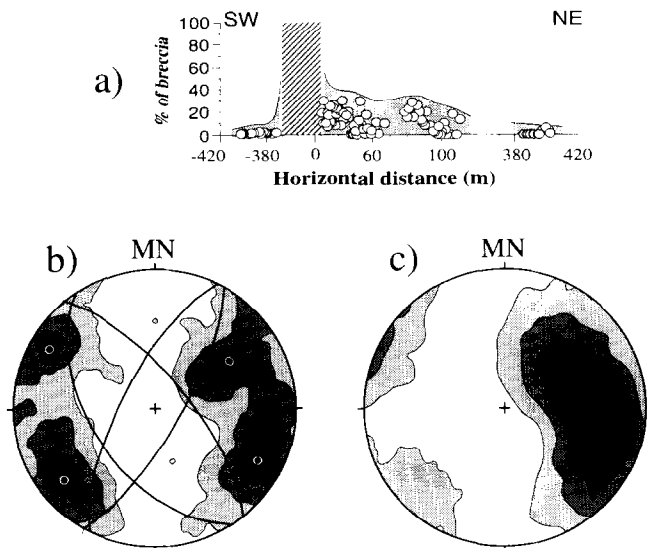 SW
NE
a)
% of breccia
100
80
60
40
20
0
-420 -380 0 60 100 380 420
Horizontal distance (m)
b)
MN
c)
MN